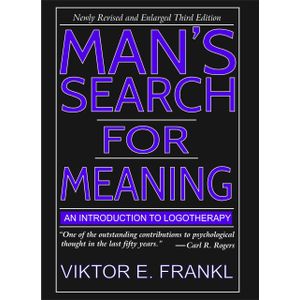 Newly Revised and Enlarged Third Edition
MAN'S
SEARCH
FOR
MEANING
AN INTRODUCTION TO LOGOTHERAPY
"One of the outstanding contributions to psychological
thought in the last fifty years." —Carl R. Rogers
VIKTOR E. FRANKL